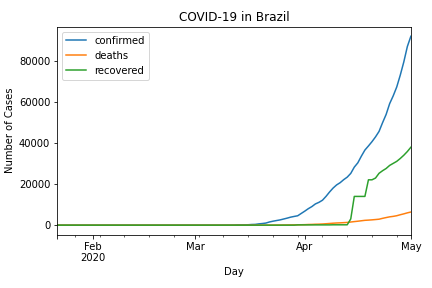 COVID-19 in Brazil
confirmed
deaths
recovered
Number of Cases
80000
60000
40000
20000
0
Feb
2020
Mar
Apr
May
Day